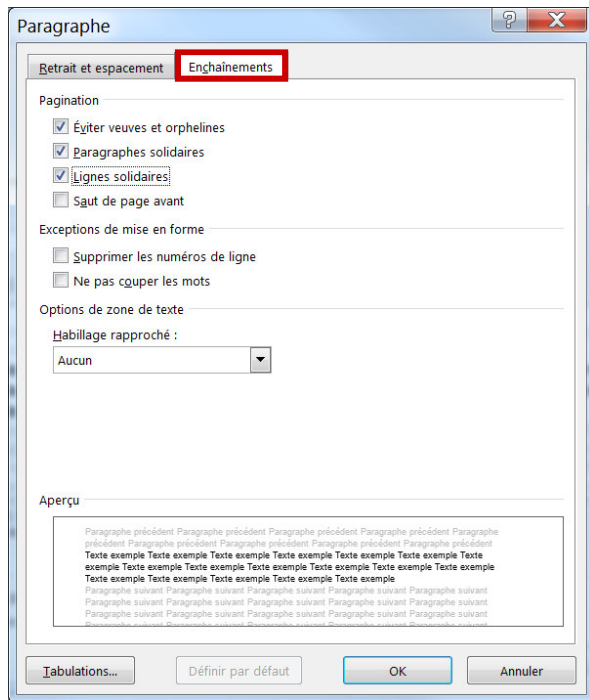 Paragraphe
Retrait et espacement
Enchaînements
Pagination
Éviter veuves et orphelines
Paragraphes solidaires
Lignes solidaires
Saut de page avant
Exceptions de mise en forme
Supprimer les numéros de ligne
Ne pas couper les mots
Options de zone de texte
Habillage rapproché :
Aucun
Aperçu
Paragraphe précédent Paragraphe précédent Paragraphe précédent Paragraphe précédent Paragraphe
précédent Paragraphe précédent Paragraphe précédent Paragraphe précédent Paragraphe précédent
Texte exemple Texte exemple Texte exemple Texte exemple Texte exemple Texte exemple Texte
exemple Texte exemple Texte exemple Texte exemple Texte exemple Texte exemple Texte exemple
Texte exemple Texte exemple Texte exemple Texte exemple Texte exemple
Paragraphe suivant Paragraphe suivant Paragraphe suivant Paragraphe suivant Paragraphe suivant
Paragraphe suivant Paragraphe suivant Paragraphe suivant Paragraphe suivant Paragraphe suivant
Paragraphe suivant Paragraphe suivant Paragraphe suivant Paragraphe suivant Paragraphe suivant
Tabulations...
Définir par défaut
OK
Annuler